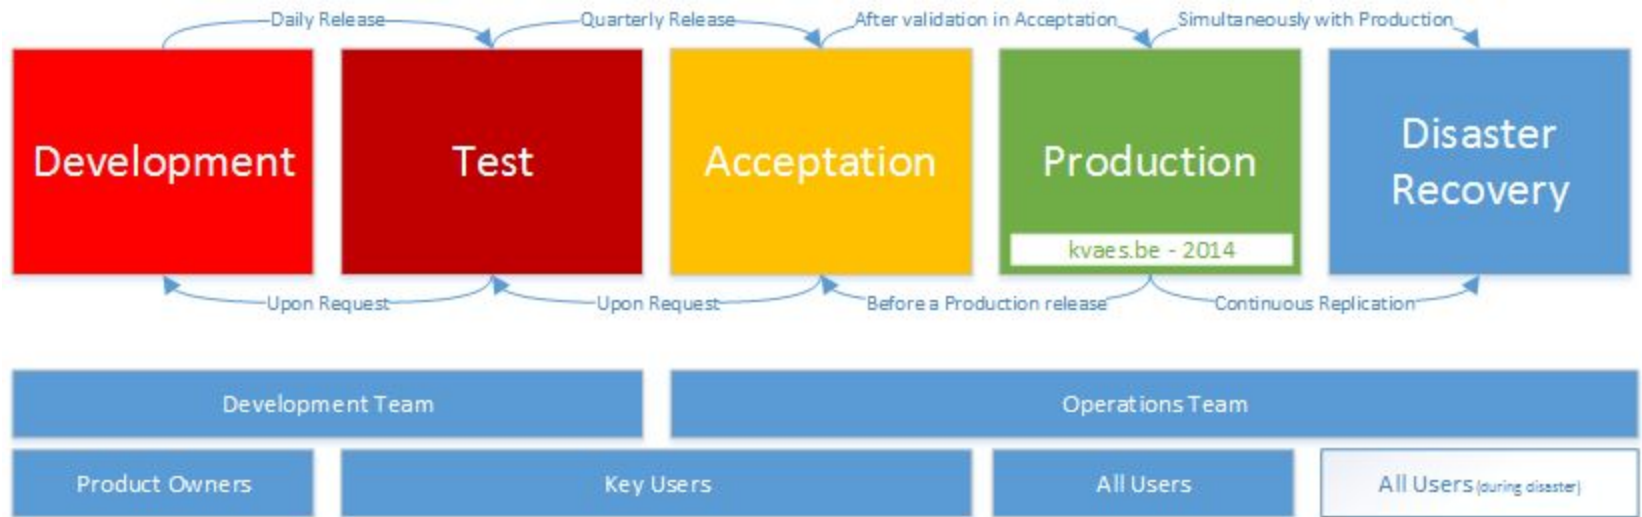 Daily Release
Quarterly Release
After validation in Acceptation
Simultaneously with Production
Development
Test
Acceptation
Production
kvaes.be - 2014
Disaster
Recovery
Upon Request
Upon Request
Before a Production release
Continuous Replication
Development Team
Operations Team
Product Owners
Key Users
All Users
All Users (during disaster)